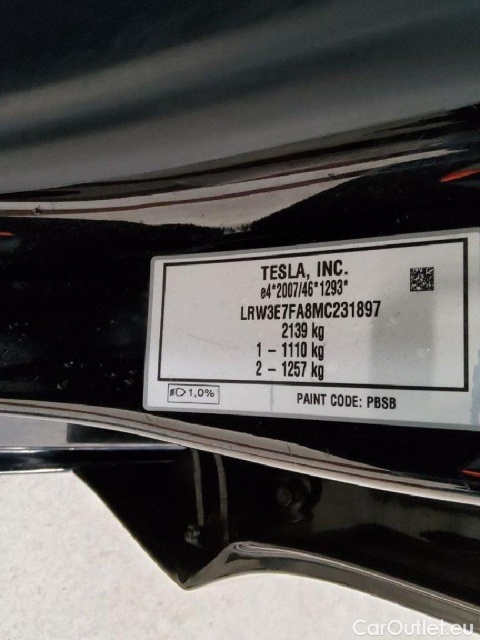 TESLA, INC.
e4*2007/46*1293*
LRW3E7FA8MC231897
2139 kg
1 - 1110 kg
2 - 1257 kg
1,0%
PAINT CODE: PBSB
CarOutlet.eu